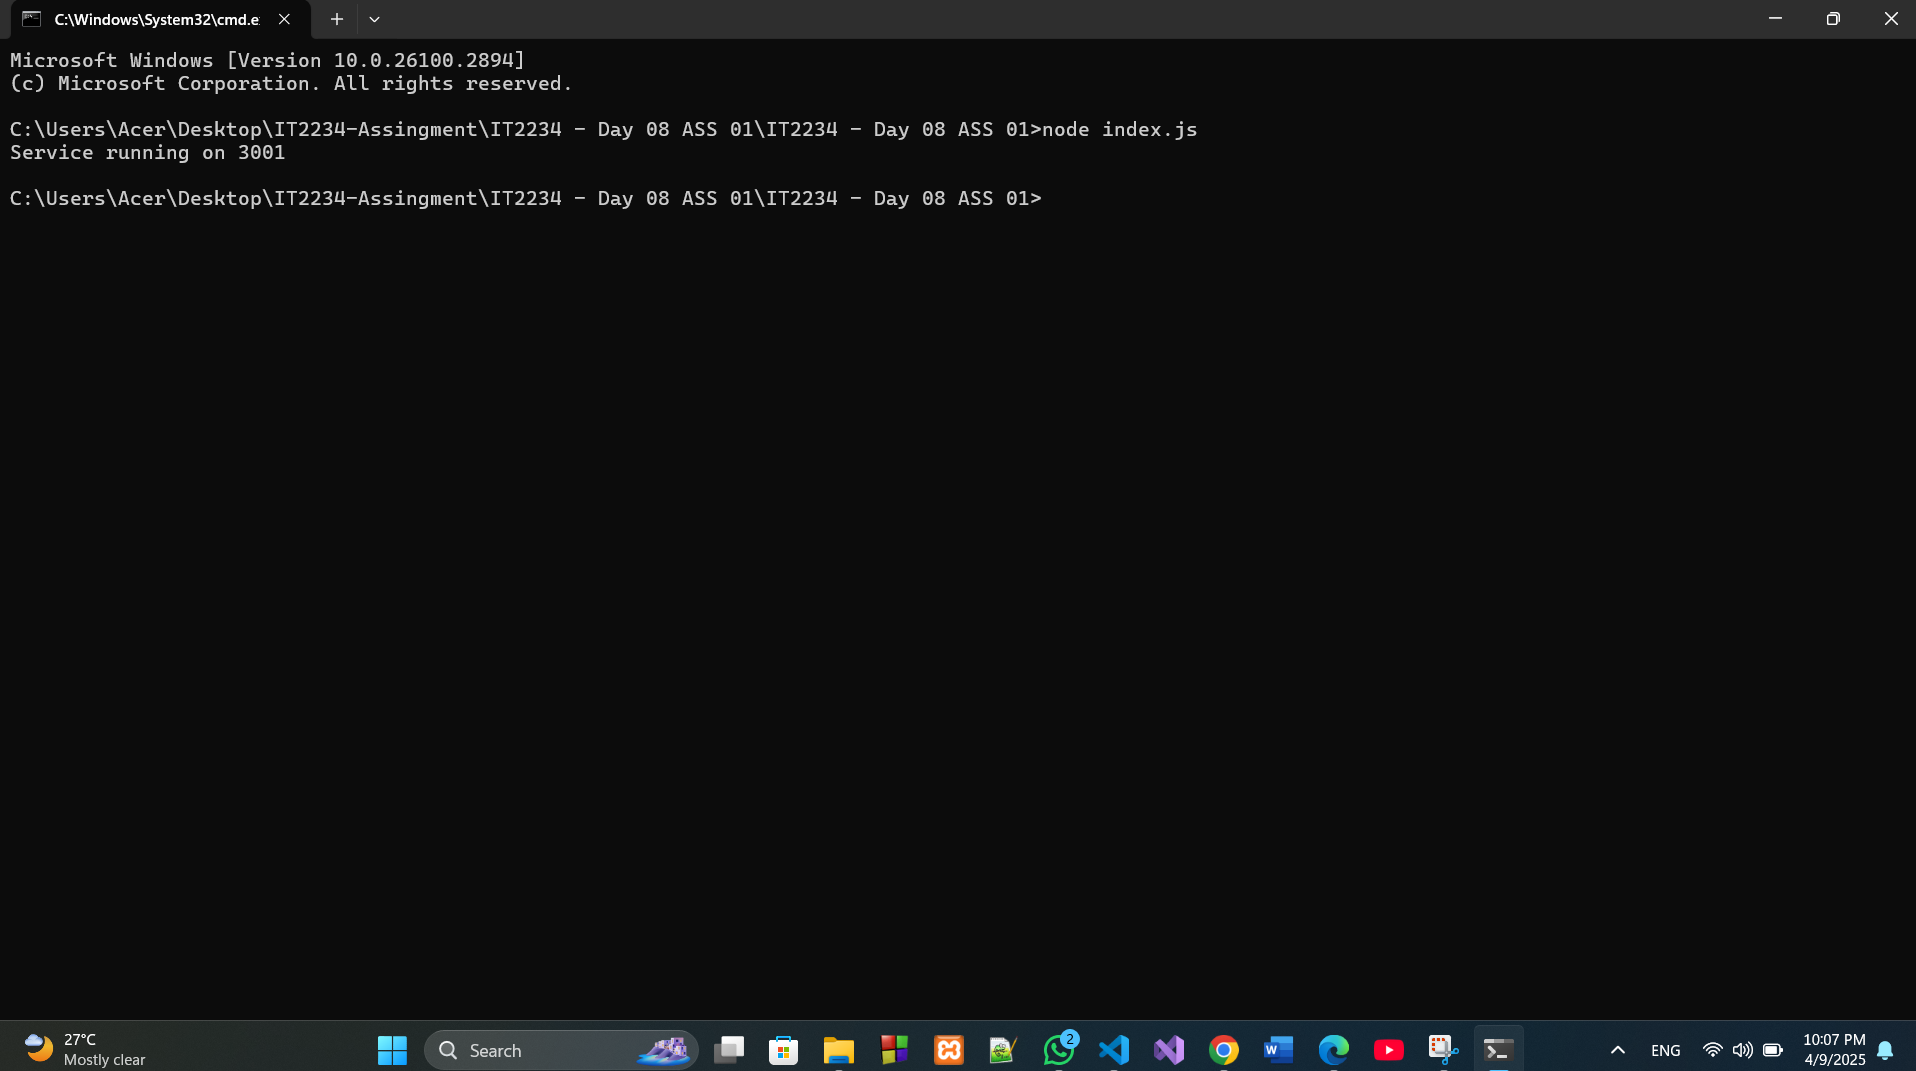 C:\Windows\System32\cmd.e
Microsoft Windows [Version 10.0.26100.2894]
(c) Microsoft Corporation. All rights reserved.
C:\Users\Acer\Desktop\IT2234-Assingment\IT2234 - Day 08 ASS 01\IT2234 - Day 08 ASS 01>node index.js
Service running on 3001
C:\Users\Acer\Desktop\IT2234-Assingment\IT2234 - Day 08 ASS 01\IT2234 - Day 08 ASS 01>
27°C
Mostly clear
Search
2
W
ENG
10:07 PM
4/9/2025